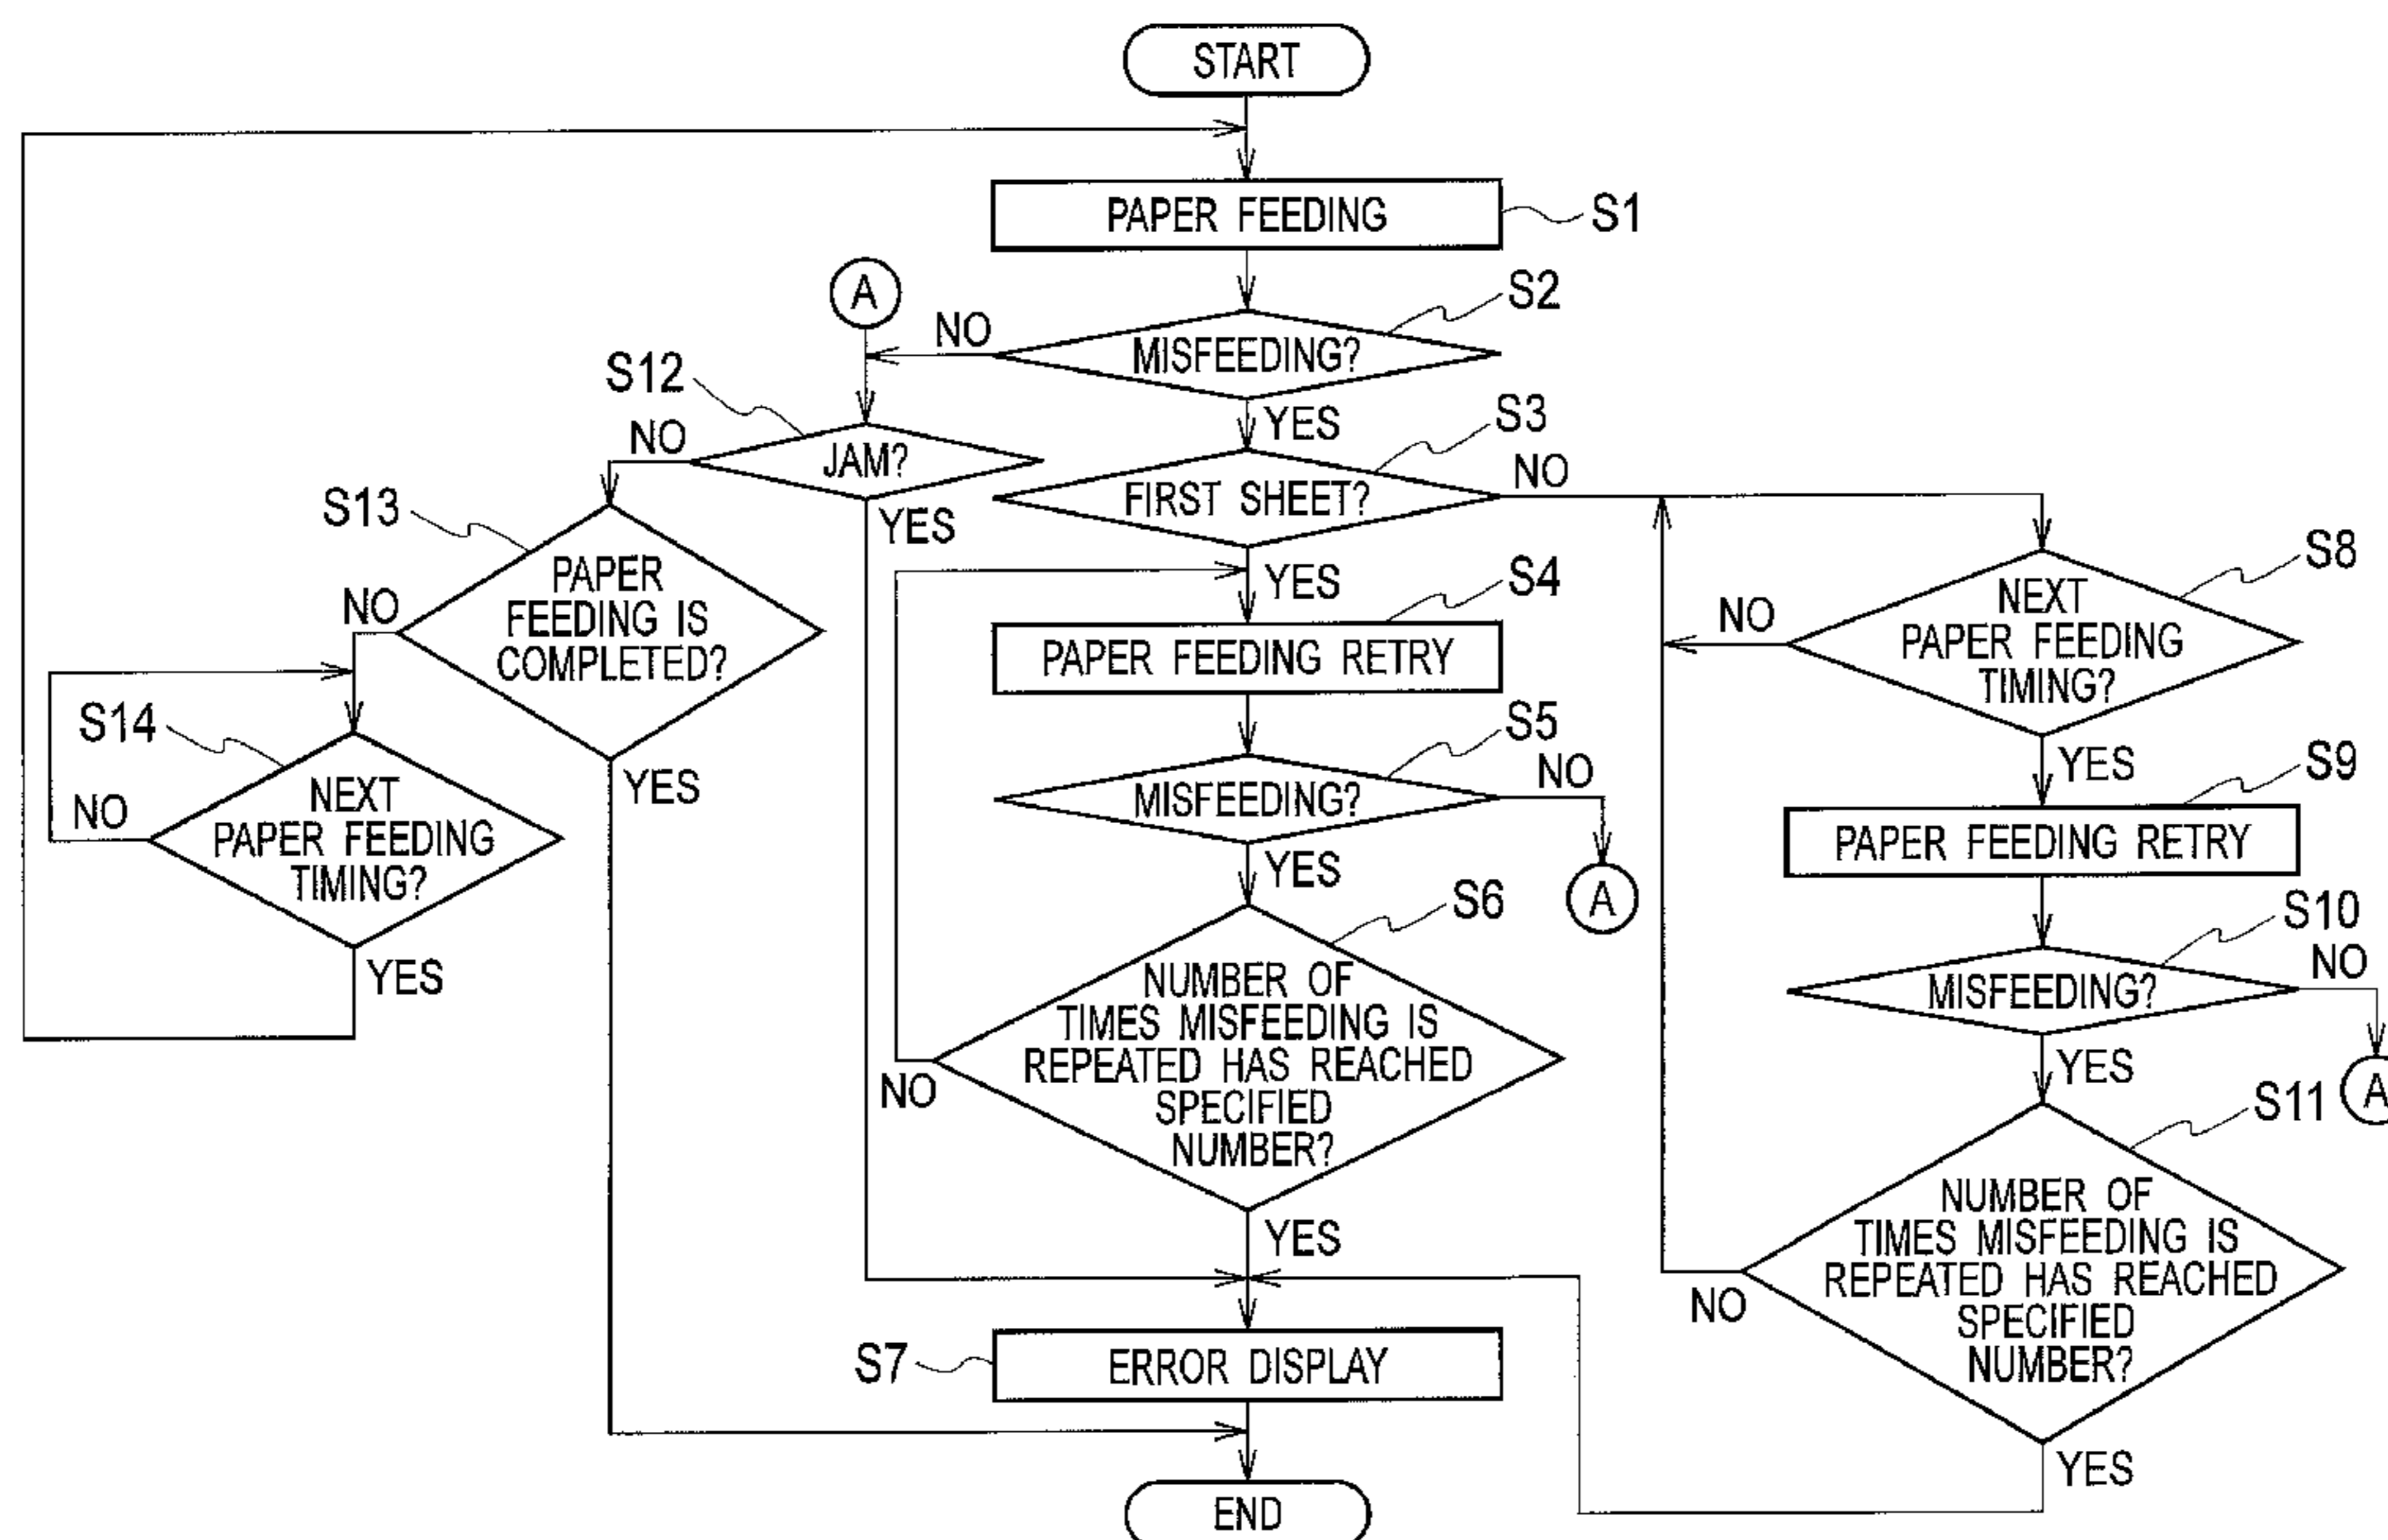 START
PAPER FEEDING
S1
A
NO
MISFEEDING?
S2
S12
NO
JAM?
YES
YES
FIRST SHEET?
S3
NO
S13
NO
PAPER
FEEDING IS
COMPLETED?
YES
YES
S4
PAPER FEEDING RETRY
S8
NO
NEXT
PAPER FEEDING
TIMING?
YES
S14
NO
NEXT
PAPER FEEDING
TIMING?
YES
S5
MISFEEDING?
NO
YES
A
S9
PAPER FEEDING RETRY
S6
NUMBER OF
TIMES MISFEEDING IS
REPEATED HAS REACHED
SPECIFIED
NUMBER?
NO
YES
S10
MISFEEDING?
NO
YES
A
S11
NUMBER OF
TIMES MISFEEDING IS
REPEATED HAS REACHED
SPECIFIED
NUMBER?
NO
YES
S7
ERROR DISPLAY
END